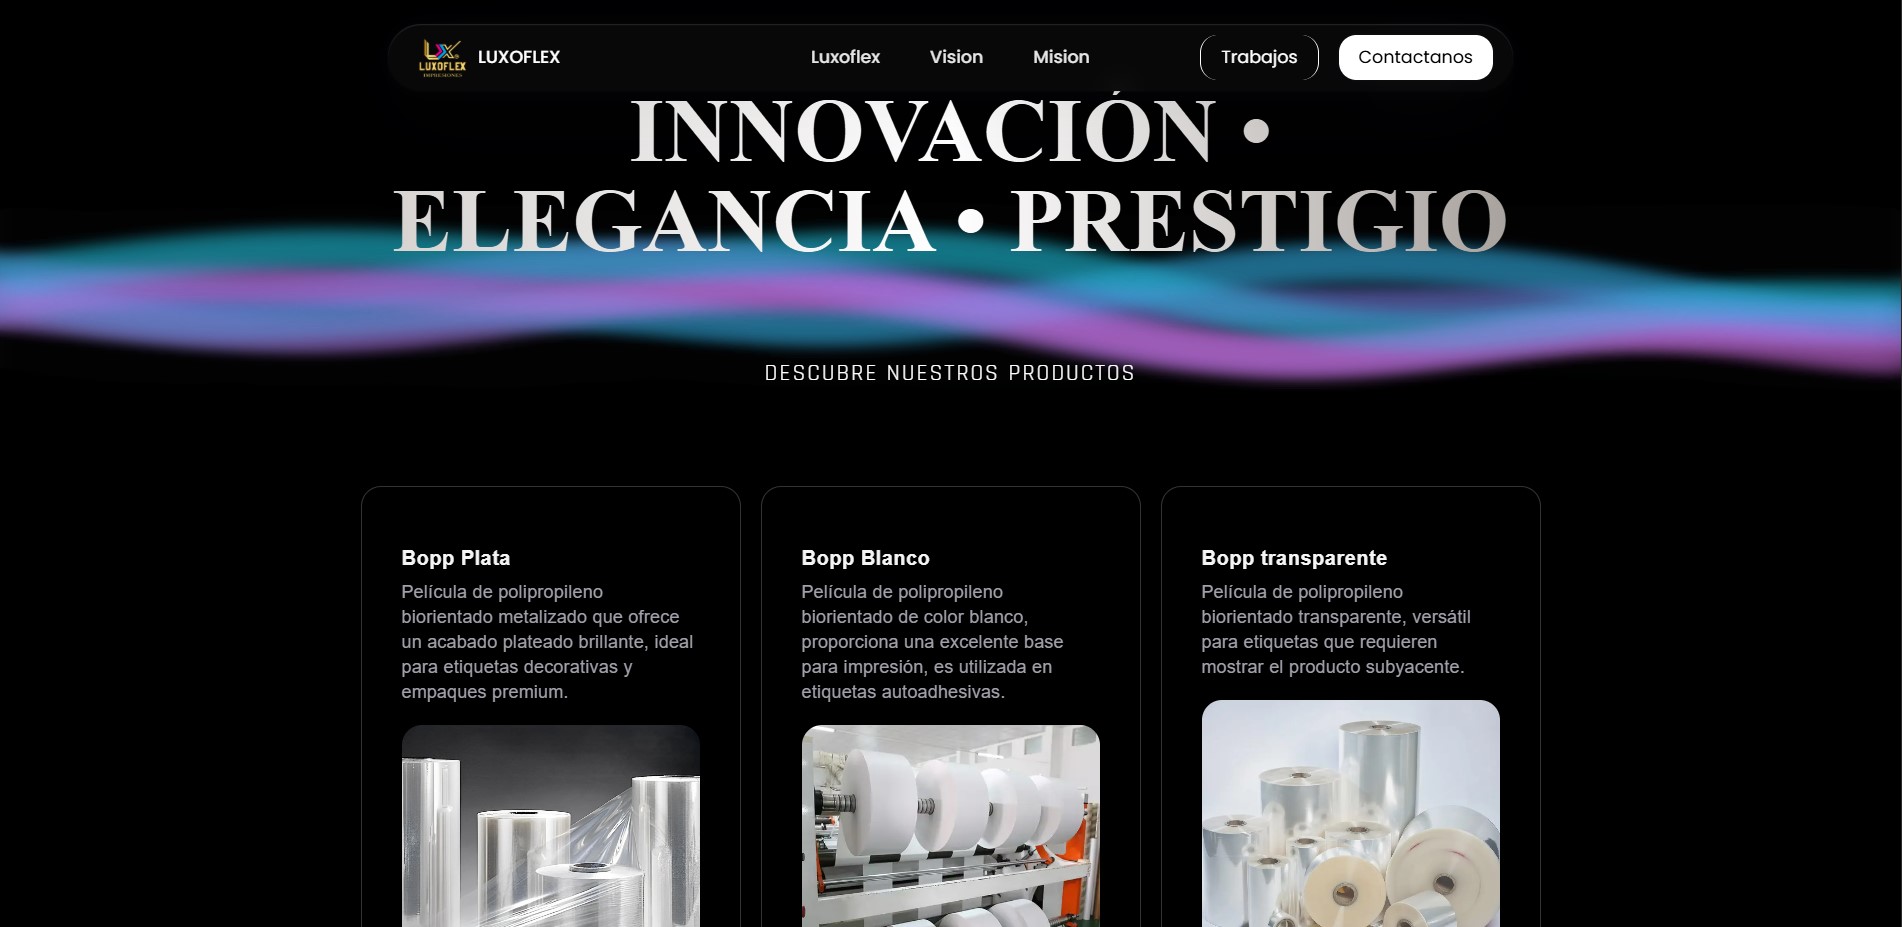 LUXOFLEX
IMPRESIONES
LUXOFLEX
Luxoflex
Vision
Mision
Trabajos
Contactanos
INNOVACIÓN •
ELEGANCIA • PRESTIGIO
DESCUBRE NUESTROS PRODUCTOS
Bopp Plata
Película de polipropileno
biorientado metalizado que ofrece
un acabado plateado brillante, ideal
para etiquetas decorativas y
empaques premium.
Bopp Blanco
Película de polipropileno
biorientado de color blanco,
proporciona una excelente base
para impresión, es utilizada en
etiquetas autoadhesivas.
Bopp transparente
Película de polipropileno
biorientado transparente, versátil
para etiquetas que requieren
mostrar el producto subyacente.